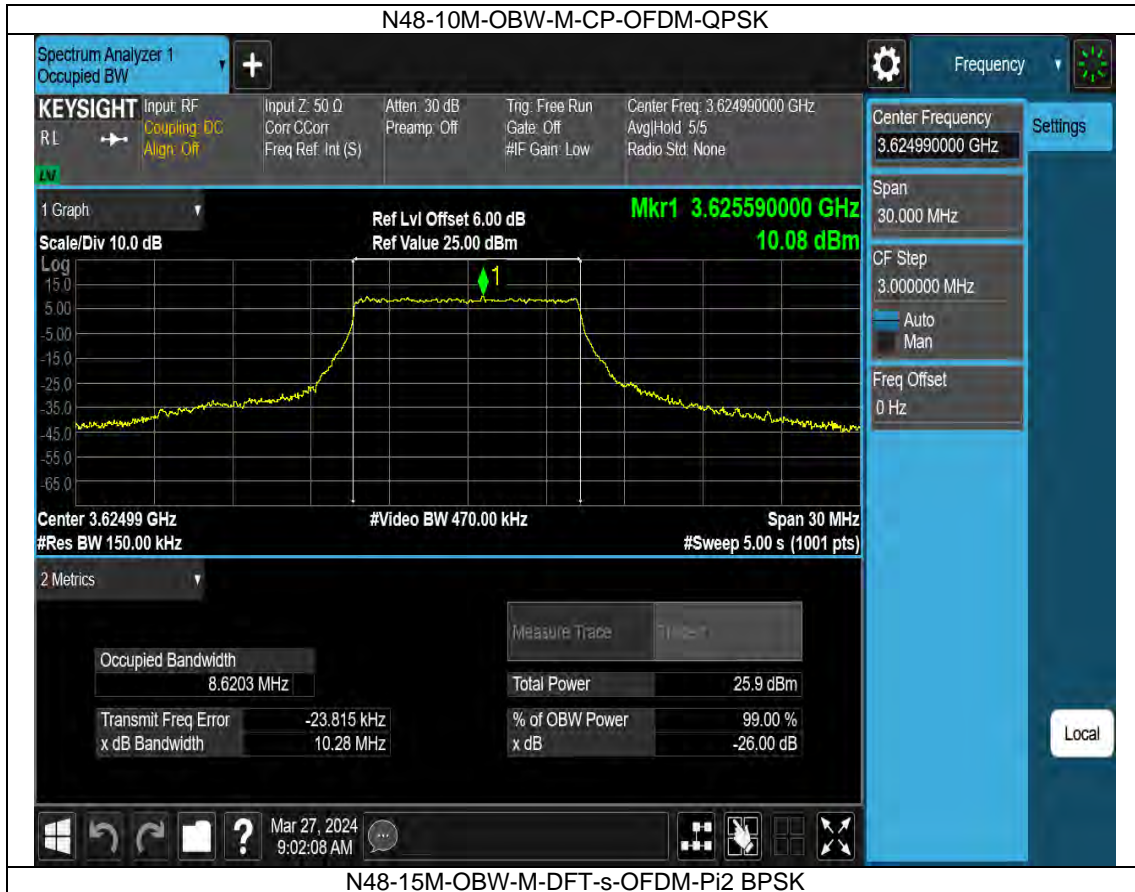 N48-10M-OBW-M-CP-OFDM-QPSK
Spectrum Analyzer 1
Occupied BW
+
Frequency
KEYSIGHT
RL
Input: RF
Coupling: DC
Align: Off
Input Z: 50 Ω
Corr CCorr
Freq Ref: Int (S)
Atten: 30 dB
Preamp: Off
Trig: Free Run
Gate: Off
#IF Gain: Low
Center Freq: 3.624990000 GHz
Avg|Hold: 5/5
Radio Std: None
Center Frequency
3.624990000 GHz
Settings
Span
30.000 MHz
CF Step
3.000000 MHz
Auto
Man
Freq Offset
0 Hz
1 Graph
Scale/Div 10.0 dB
Ref Lvl Offset 6.00 dB
Ref Value 25.00 dBm
Mkr1 3.625590000 GHz
10.08 dBm
Log
15.0
5.00
-5.00
-15.0
-25.0
-35.0
-45.0
-55.0
-65.0
1
Center 3.62499 GHz
#Res BW 150.00 kHz
#Video BW 470.00 kHz
Span 30 MHz
#Sweep 5.00 s (1001 pts)
2 Metrics
Measure Trace
Occupied Bandwidth
8.6203 MHz
Total Power 25.9 dBm
Transmit Freq Error -23.815 kHz
% of OBW Power 99.00 %
x dB Bandwidth 10.28 MHz
x dB -26.00 dB
Local
?
Mar 27, 2024
9:02:08 AM
N48-15M-OBW-M-DFT-s-OFDM-Pi2 BPSK